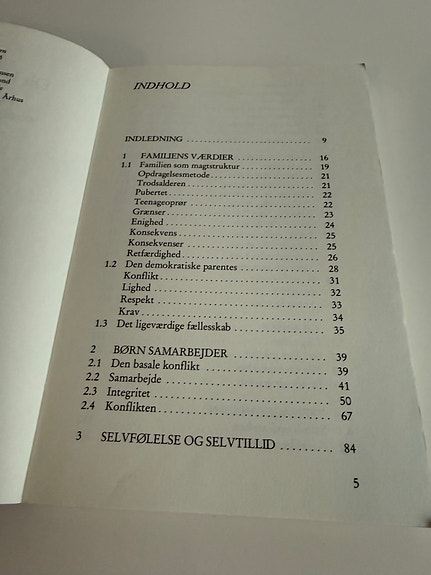 nsen
nd
Århus
INDHOLD
INDLEDNING .............................. 9
1 FAMILIENS VÆRDIER .................... 16
1.1 Familien som magtstruktur .................... 19
Opdragelsesmetode .................... 21
Trodsalderen .................... 21
Pubertet .................... 22
Teenageoprør .................... 22
Grænser .................... 23
Enighed .................... 24
Konsekvens .................... 25
Konsekvenser .................... 25
Retfærdighed .................... 26
1.2 Den demokratiske parentes .................... 28
Konflikt .................... 31
Lighed .................... 32
Respekt .................... 33
Krav .................... 34
1.3 Det ligeværdige fællesskab .................... 35
2 BØRN SAMARBEJDER .................... 39
2.1 Den basale konflikt .................... 39
2.2 Samarbejde .................... 41
2.3 Integritet .................... 50
2.4 Konflikten .................... 67
3 SELVFØLELSE OG SELVTILLID ......... 84
5